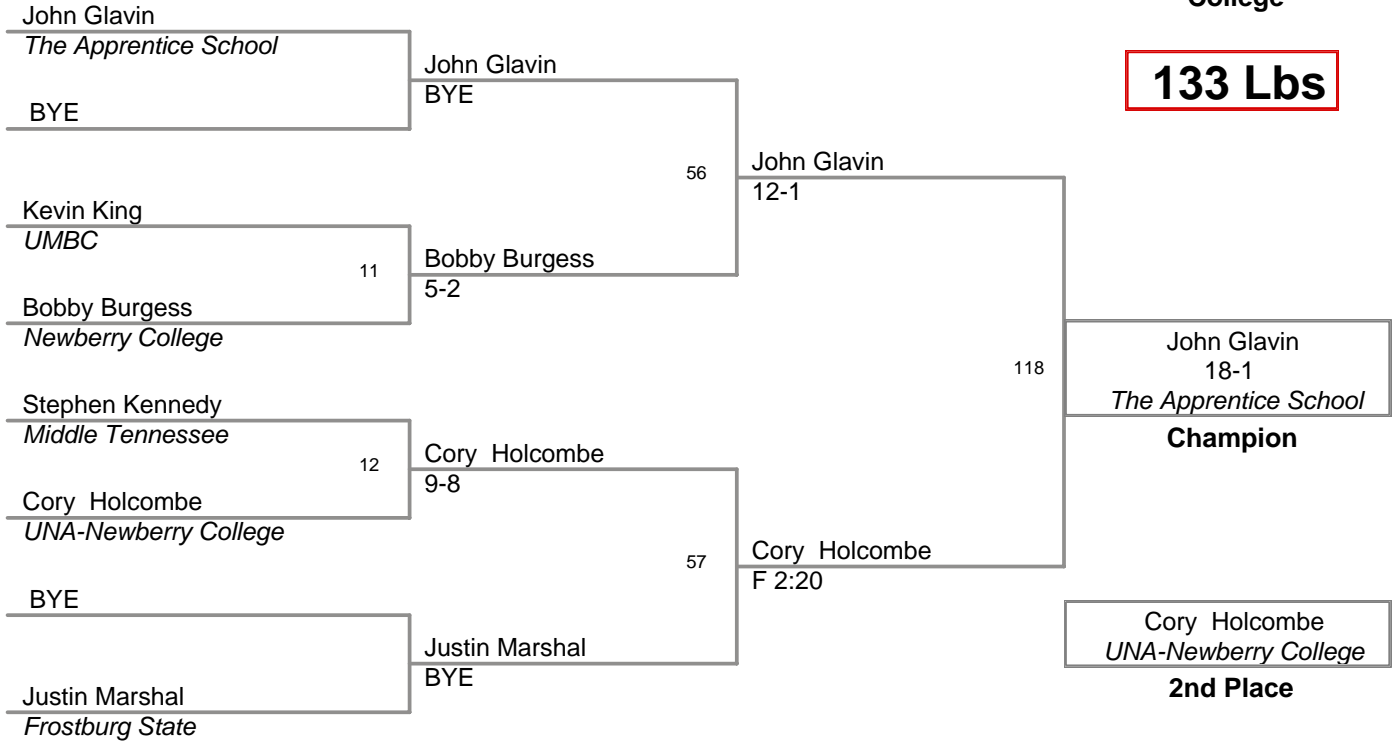 College
133 Lbs
John Glavin
The Apprentice School
BYE
Kevin King
UMBC
11
Bobby Burgess
Newberry College
Stephen Kennedy
Middle Tennessee
12
Cory  Holcombe
UNA-Newberry College
BYE
Justin Marshal
Frostburg State
John Glavin
BYE
56
Bobby Burgess
5-2
Cory  Holcombe
9-8
57
Justin Marshal
BYE
John Glavin
12-1
118
Cory  Holcombe
F 2:20
John Glavin
18-1
The Apprentice School
Champion
Cory  Holcombe
UNA-Newberry College
2nd Place